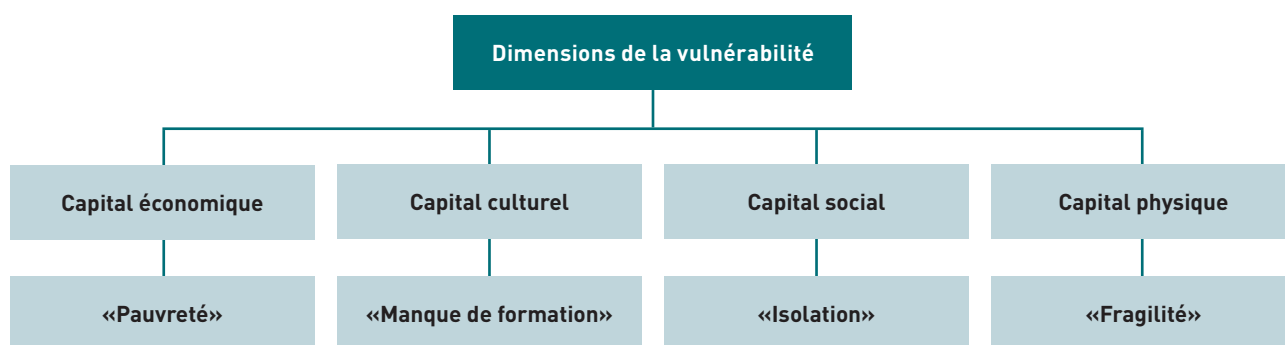 Dimensions de la vulnérabilité
Capital économique
Capital culturel
Capital social
Capital physique
«Pauvreté»
«Manque de formation»
«Isolation»
«Fragilité»